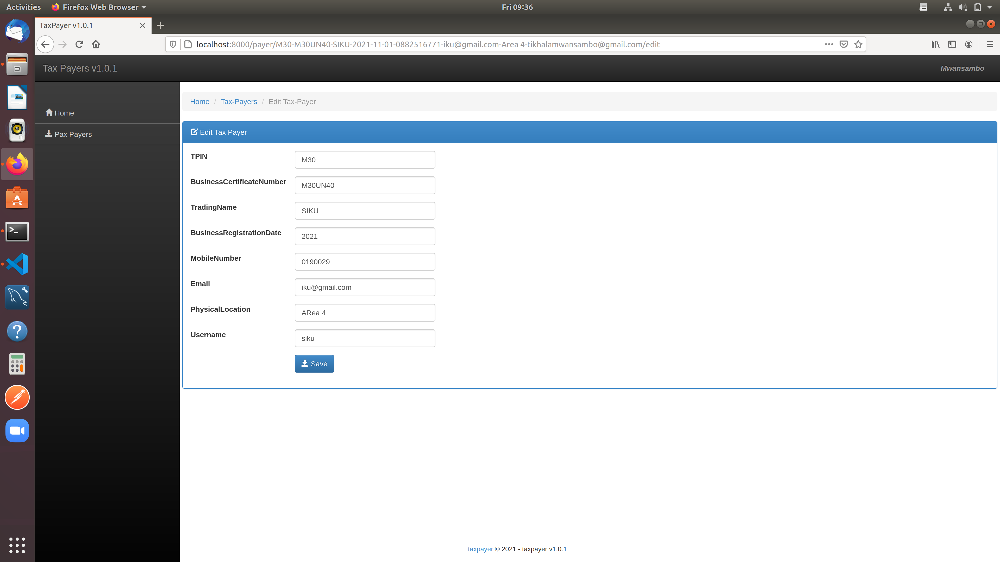 Activities Firefox Web Browser Fri 09:36
TaxPayer v1.0.1
localhost:8000/payer/M30-M30UN40-SIKU-2021-11-01-0882516771-iku@gmail.com-Area 4-tikhalamwansambo@gmail.com/edit
Tax Payers v1.0.1 Mwansambo
Home
Pax Payers
Home / Tax-Payers / Edit Tax-Payer
Edit Tax Payer
TPIN M30
BusinessCertificateNumber M30UN40
TradingName SIKU
BusinessRegistrationDate 2021
MobileNumber 0190029
Email iku@gmail.com
PhysicalLocation ARea 4
Username siku
Save
taxpayer © 2021 - taxpayer v1.0.1